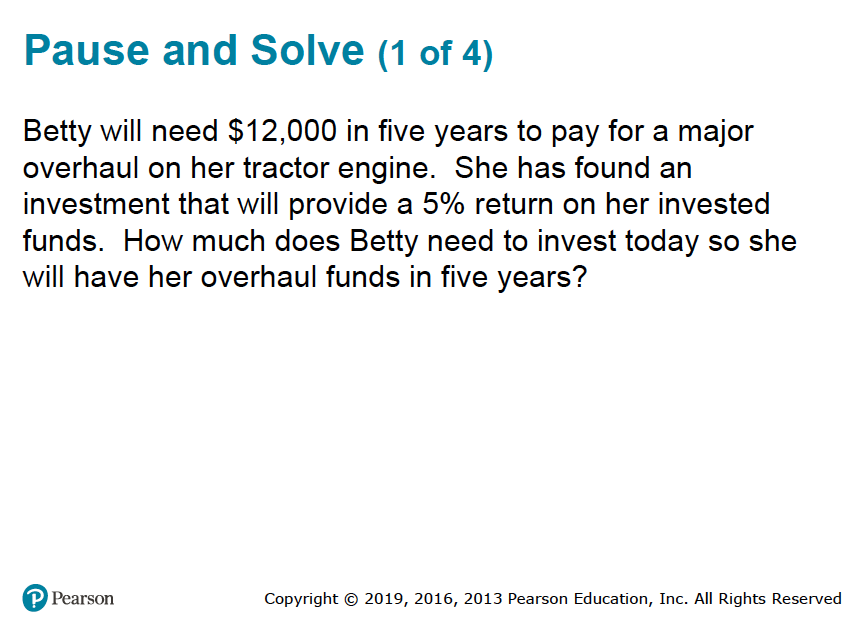 Pause and Solve (1 of 4)
Betty will need $12,000 in five years to pay for a major
overhaul on her tractor engine.  She has found an
investment that will provide a 5% return on her invested
funds.  How much does Betty need to invest today so she
will have her overhaul funds in five years?
P Pearson
Copyright © 2019, 2016, 2013 Pearson Education, Inc. All Rights Reserved